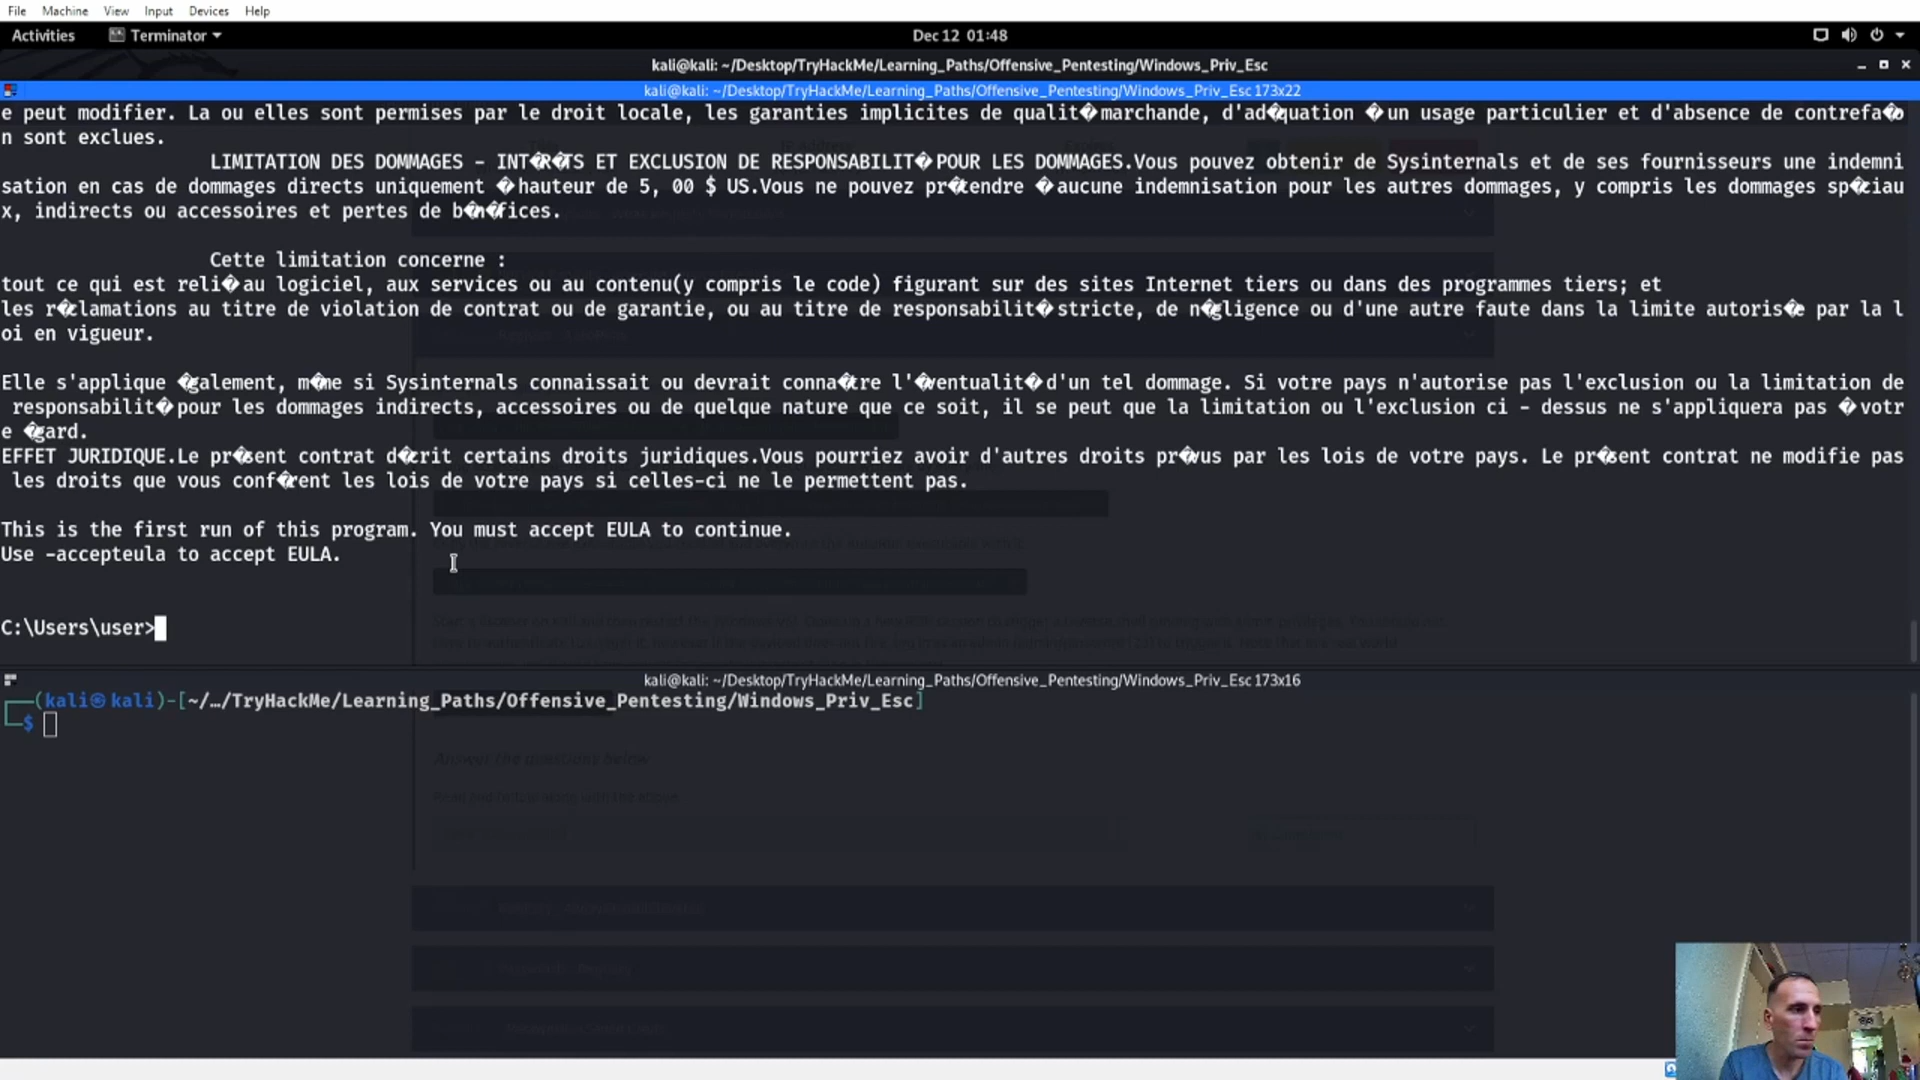 File Machine View Input Devices Help
Activities Terminator Dec 12 01:48
kali@kali: ~/Desktop/TryHackMe/Learning_Paths/Offensive_Pentesting/Windows_Priv_Esc
kali@kali: ~/Desktop/TryHackMe/Learning_Paths/Offensive_Pentesting/Windows_Priv_Esc 173x22
e peut modifier. La ou elles sont permises par le droit locale, les garanties implicites de qualit�marchande, d'ad�quation �un usage particulier et d'absence de contrefa�o
n sont exclues.
LIMITATION DES DOMMAGES - INT�R�TS ET EXCLUSION DE RESPONSABILIT�POUR LES DOMMAGES.Vous pouvez obtenir de Sysinternals et de ses fournisseurs une indemni
sation en cas de dommages directs uniquement �hauteur de 5, 00 $ US.Vous ne pouvez pr�tendre �aucune indemnisation pour les autres dommages, y compris les dommages sp�ciau
x, indirects ou accessoires et pertes de b�n�fices.
Cette limitation concerne :
tout ce qui est reli�au logiciel, aux services ou au contenu(y compris le code) figurant sur des sites Internet tiers ou dans des programmes tiers; et
les r�clamations au titre de violation de contrat ou de garantie, ou au titre de responsabilit�stricte, de n�gligence ou d'une autre faute dans la limite autoris�e par la l
oi en vigueur.
Elle s'applique �galement, m�me si Sysinternals connaissait ou devrait conna�tre l'�ventualit�d'un tel dommage. Si votre pays n'autorise pas l'exclusion ou la limitation de
responsabilit�pour les dommages indirects, accessoires ou de quelque nature que ce soit, il se peut que la limitation ou l'exclusion ci - dessus ne s'appliquera pas �votr
e �gard.
EFFET JURIDIQUE.Le pr�sent contrat d�crit certains droits juridiques.Vous pourriez avoir d'autres droits pr�vus par les lois de votre pays. Le pr�sent contrat ne modifie pas
les droits que vous conf�rent les lois de votre pays si celles-ci ne le permettent pas.
This is the first run of this program. You must accept EULA to continue.
Use -accepteula to accept EULA.
C:\Users\user>
kali@kali: ~/Desktop/TryHackMe/Learning_Paths/Offensive_Pentesting/Windows_Priv_Esc 173x16
(kali㉿kali)-[~/…/TryHackMe/Learning_Paths/Offensive_Pentesting/Windows_Priv_Esc]
$
Answer the questions below
Read and follow along with the above.